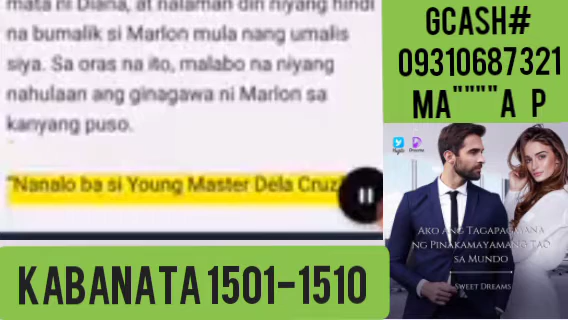 mata ni Diana, at nalaman din niyang hindi
na bumalik si Marlon mula nang umalis
siya. Sa oras na ito, malabo na niyang
nahulaan ang ginagawa ni Marlon sa
kanyang puso.
"Nanalo ba si Young Master Dela Cruz
KABANATA 1501-1510
GCASH#
09310687321
MA""""A P
Dreame
AKO ANG TAGAPAGMANA
NG PINAKAMAYAMANG TAO
SA MUNDO
SWEET DREAMS